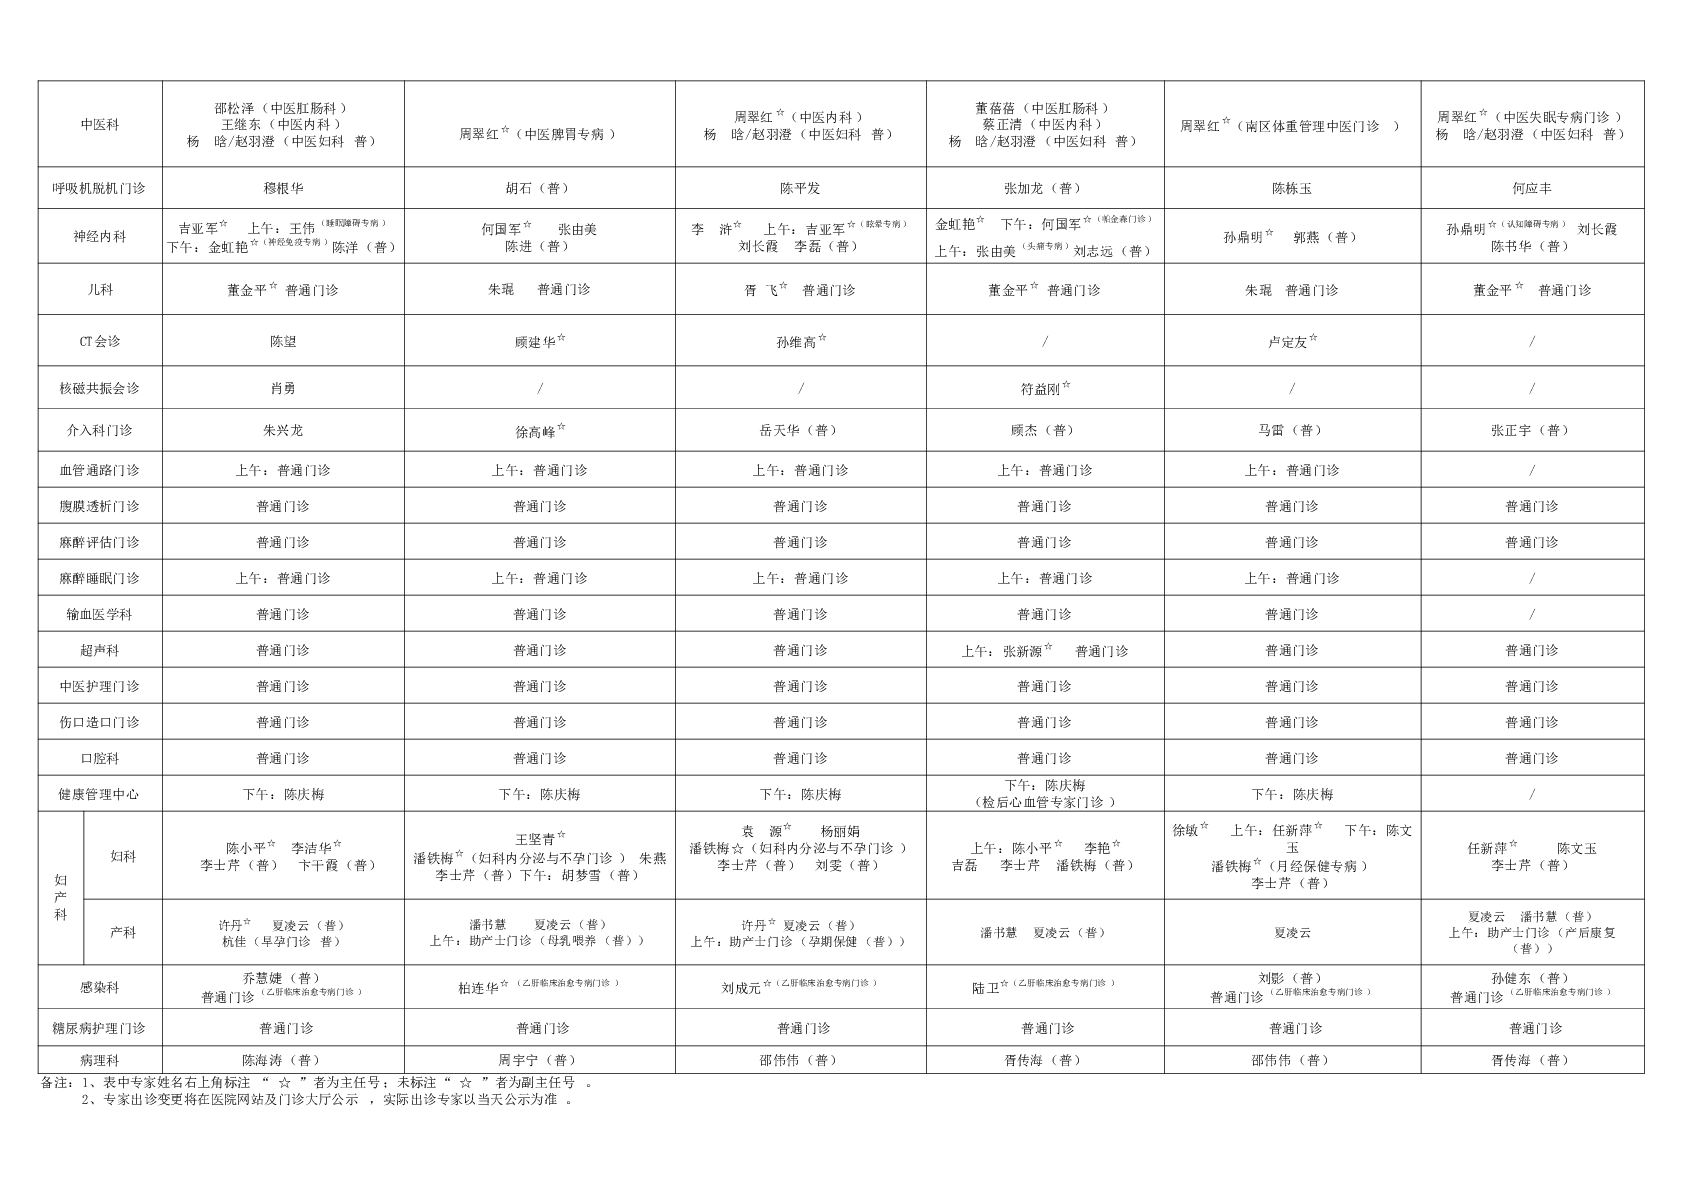 中医科
邵松泽（中医肛肠科）
王继东（中医内科）
杨 晗/赵羽澄（中医妇科 普）
周翠红☆（中医脾胃专病）
周翠红☆（中医内科）
杨 晗/赵羽澄（中医妇科 普）
董蓓蓓（中医肛肠科）
蔡正清（中医内科）
杨 晗/赵羽澄（中医妇科 普）
周翠红☆（南区体重管理中医门诊 ）
周翠红☆（中医失眠专病门诊）
杨 晗/赵羽澄（中医妇科 普）
呼吸机脱机门诊
穆根华
胡石（普）
陈平发
张加龙（普）
陈栋玉
何应丰
神经内科
吉亚军☆ 上午：王伟（睡眠障碍专病）
下午：金虹艳☆（神经免疫专病）陈洋（普）
何国军☆ 张由美
陈进（普）
李 浒☆ 上午：吉亚军☆（眩晕专病）
刘长霞 李磊（普）
金虹艳☆ 下午：何国军☆（帕金森门诊）
上午：张由美（头痛专病）刘志远（普）
孙鼎明☆ 郭燕（普）
孙鼎明☆（认知障碍专病） 刘长霞
陈书华（普）
儿科
董金平☆ 普通门诊
朱琨 普通门诊
胥 飞☆ 普通门诊
董金平☆ 普通门诊
朱琨 普通门诊
董金平☆ 普通门诊
CT会诊
陈望
顾建华☆
孙维高☆
/
卢定友☆
/
核磁共振会诊
肖勇
/
/
符益刚☆
/
/
介入科门诊
朱兴龙
徐高峰☆
岳天华（普）
顾杰（普）
马雷（普）
张正宇（普）
血管通路门诊
上午：普通门诊
上午：普通门诊
上午：普通门诊
上午：普通门诊
上午：普通门诊
/
腹膜透析门诊
普通门诊
普通门诊
普通门诊
普通门诊
普通门诊
普通门诊
麻醉评估门诊
普通门诊
普通门诊
普通门诊
普通门诊
普通门诊
普通门诊
麻醉睡眠门诊
上午：普通门诊
上午：普通门诊
上午：普通门诊
上午：普通门诊
上午：普通门诊
/
输血医学科
普通门诊
普通门诊
普通门诊
普通门诊
普通门诊
/
超声科
普通门诊
普通门诊
普通门诊
上午：张新源☆ 普通门诊
普通门诊
普通门诊
中医护理门诊
普通门诊
普通门诊
普通门诊
普通门诊
普通门诊
普通门诊
伤口造口门诊
普通门诊
普通门诊
普通门诊
普通门诊
普通门诊
普通门诊
口腔科
普通门诊
普通门诊
普通门诊
普通门诊
普通门诊
普通门诊
健康管理中心
下午：陈庆梅
下午：陈庆梅
下午：陈庆梅
下午：陈庆梅
（检后心血管专家门诊）
下午：陈庆梅
/
妇
产
科
妇科
陈小平☆ 李洁华☆
李士芹（普） 卞干霞（普）
王坚青☆
潘铁梅☆（妇科内分泌与不孕门诊） 朱燕
李士芹（普）下午：胡梦雪（普）
袁 源☆ 杨丽娟
潘铁梅☆（妇科内分泌与不孕门诊）
李士芹（普） 刘雯（普）
上午：陈小平☆ 李艳☆
吉磊 李士芹 潘铁梅（普）
徐敏☆ 上午：任新萍☆ 下午：陈文
玉
潘铁梅☆（月经保健专病）
李士芹（普）
任新萍☆ 陈文玉
李士芹（普）
产科
许丹☆ 夏凌云（普）
杭佳（早孕门诊 普）
潘书慧 夏凌云（普）
上午：助产士门诊（母乳喂养（普））
许丹☆ 夏凌云（普）
上午：助产士门诊（孕期保健（普））
潘书慧 夏凌云（普）
夏凌云
夏凌云 潘书慧（普）
上午：助产士门诊（产后康复
（普））
感染科
乔慧婕（普）
普通门诊（乙肝临床治愈专病门诊）
柏连华☆（乙肝临床治愈专病门诊）
刘成元☆（乙肝临床治愈专病门诊）
陆卫☆（乙肝临床治愈专病门诊）
刘影（普）
普通门诊（乙肝临床治愈专病门诊）
孙健东（普）
普通门诊（乙肝临床治愈专病门诊）
糖尿病护理门诊
普通门诊
普通门诊
普通门诊
普通门诊
普通门诊
普通门诊
病理科
陈海涛（普）
周宇宁（普）
邵伟伟（普）
胥传海（普）
邵伟伟（普）
胥传海（普）
备注：1、表中专家姓名右上角标注 “ ☆ ”者为主任号；未标注“ ☆ ”者为副主任号 。
2、专家出诊变更将在医院网站及门诊大厅公示 ，实际出诊专家以当天公示为准 。